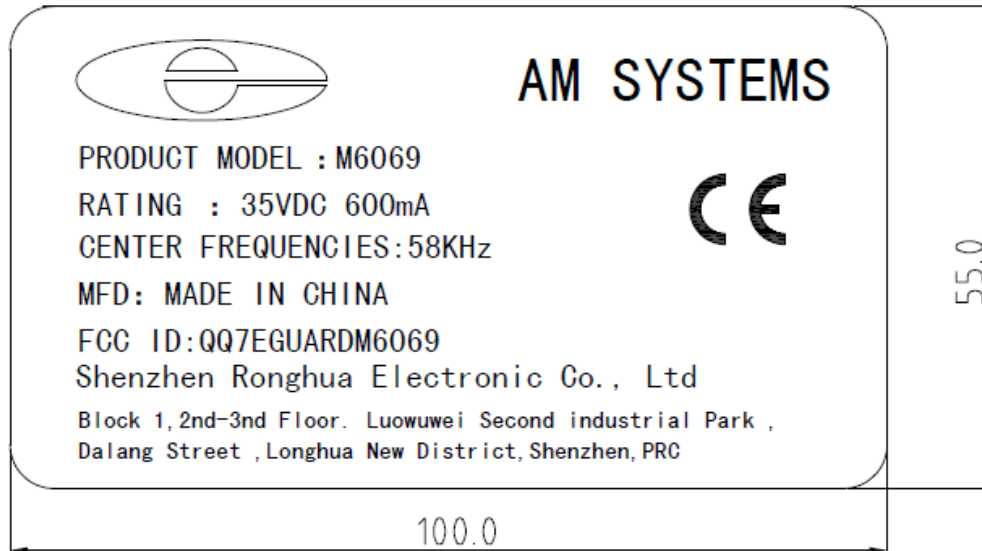 AM SYSTEMS
PRODUCT MODEL : M6069
RATING : 35VDC 600mA
CENTER FREQUENCIES:58KHz
MFD: MADE IN CHINA
FCC ID:QQ7EGUARDM6069
Shenzhen Ronghua Electronic Co., Ltd
Block 1,2nd-3nd Floor. Luowuwei Second industrial Park ,
Dalang Street ,Longhua New District,Shenzhen,PRC
CE
55.0
100.0